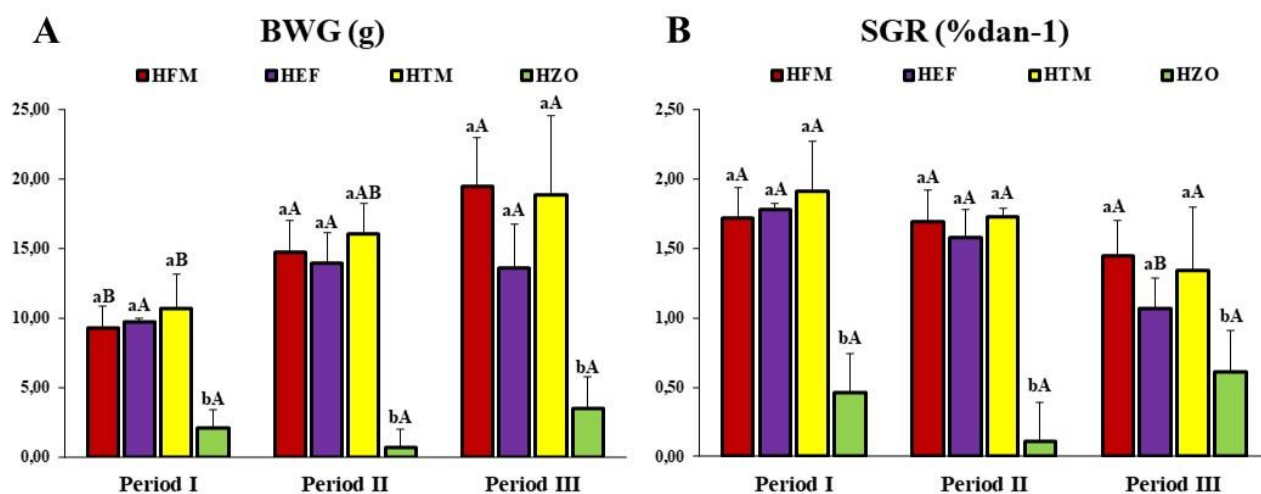 A BWG (g)
HFM HEF HTM HZO
25,00
20,00
15,00
10,00
5,00
0,00
aB aA aB bA
aA aA aAB bA
aA aA aA bA
Period I Period II Period III
B SGR (%dan-1)
HFM HEF HTM HZO
2,50
2,00
1,50
1,00
0,50
0,00
aA aA aA bA
aA aA aA bA
aA aB aA bA
Period I Period II Period III